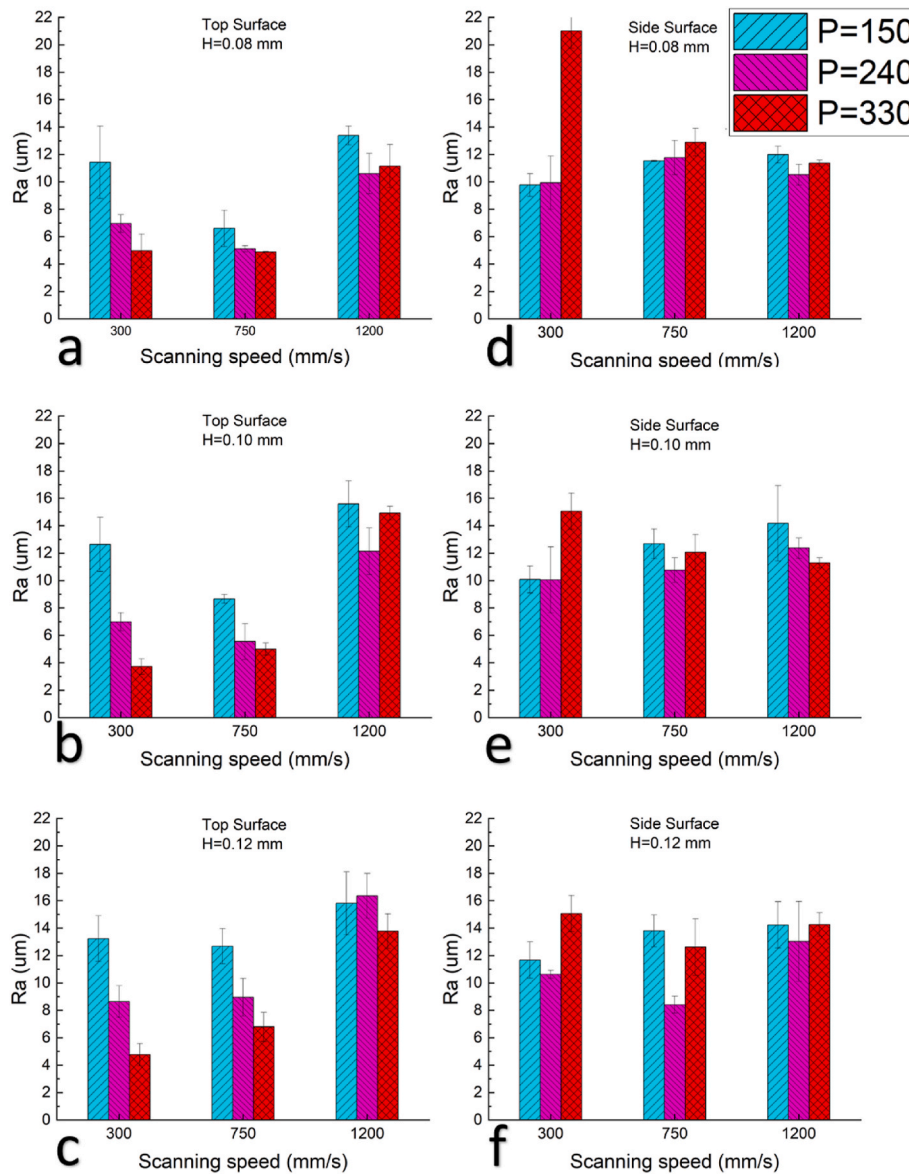 22
20
18
16
14
12
10
8
6
4
2
0
Ra (um)
Top Surface
H=0.08 mm
300
750
1200
a
Scanning speed (mm/s)
22
20
18
16
14
12
10
8
6
4
2
0
Ra (um)
Side Surface
H=0.08 mm
P=150
P=240
P=330
300
750
1200
d
Scanning speed (mm/s)
22
20
18
16
14
12
10
8
6
4
2
0
Ra (um)
Top Surface
H=0.10 mm
300
750
1200
b
Scanning speed (mm/s)
22
20
18
16
14
12
10
8
6
4
2
0
Ra (um)
Side Surface
H=0.10 mm
300
750
1200
e
Scanning speed (mm/s)
22
20
18
16
14
12
10
8
6
4
2
0
Ra (um)
Top Surface
H=0.12 mm
300
750
1200
c
Scanning speed (mm/s)
22
20
18
16
14
12
10
8
6
4
2
0
Ra (um)
Side Surface
H=0.12 mm
300
750
1200
f
Scanning speed (mm/s)